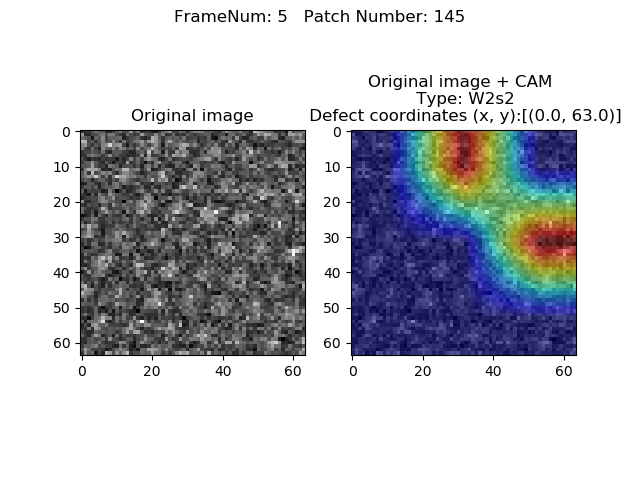 FrameNum: 5   Patch Number: 145
Original image
Original image + CAM
Type: W2s2
Defect coordinates (x, y):[(0.0, 63.0)]
0
10
20
30
40
50
60
0 20 40 60
0
10
20
30
40
50
60
0 20 40 60